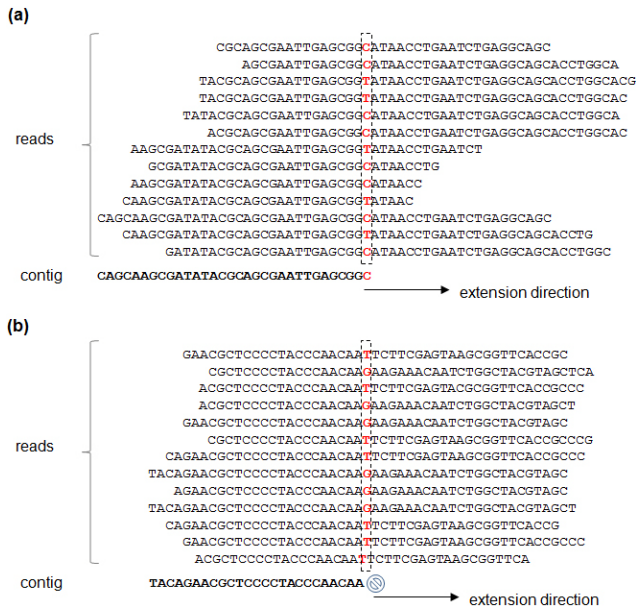 (a)
CGCAGCGAATTGAGCGGCATAACCTGAATCTGAGGCAGC
AGCGAATTGAGCGGCATAACCTGAATCTGAGGCAGCACCTGGCA
TACGCAGCGAATTGAGCGGTATAACCTGAATCTGAGGCAGCACCTGGCACG
TACGCAGCGAATTGAGCGGTATAACCTGAATCTGAGGCAGCACCTGGCAC
TATACGCAGCGAATTGAGCGGCATAACCTGAATCTGAGGCAGCACCTGGCA
ACGCAGCGAATTGAGCGGCATAACCTGAATCTGAGGCAGCACCTGGCAC
reads
AAGCGATATACGCAGCGAATTGAGCGGTATAACCTGAATCT
GCGATATACGCAGCGAATTGAGCGGCATAACCTG
AAGCGATATACGCAGCGAATTGAGCGGCATAACC
CAAGCGATATACGCAGCGAATTGAGCGGTATAAC
CAGCAAGCGATATACGCAGCGAATTGAGCGGCATAACCTGAATCTGAGGCAGC
CAAGCGATATACGCAGCGAATTGAGCGGTATAACCTGAATCTGAGGCAGCACCTG
GATATACGCAGCGAATTGAGCGGCATAACCTGAATCTGAGGCAGCACCTGGC
contig CAGCAAGCGATATACGCAGCGAATTGAGCGGC
extension direction
(b)
GAACGCTCCCCTACCCAACAATTCTTCGAGTAAGCGGTTCACCGC
CGCTCCCCTACCCAACAAGAAGAAACAATCTGGCTACGTAGCTCA
ACGCTCCCCTACCCAACAATTCTTCGAGTACGCGGTTCACCGCCC
ACGCTCCCCTACCCAACAAGAAGAAACAATCTGGCTACGTAGCT
GAACGCTCCCCTACCCAACAAGAAGAAACAATCTGGCTACGTAGC
CGCTCCCCTACCCAACAATTCTTCGAGTAAGCGGTTCACCGCCCG
reads
CAGAACGCTCCCCTACCCAACAATTCTTCGAGTAAGCGGTTCACCGCCC
TACAGAACGCTCCCCTACCCAACAAGAAGAAACAATCTGGCTACGTAGC
AGAACGCTCCCCTACCCAACAAGAAGAAACAATCTGGCTACGTAGC
TACAGAACGCTCCCCTACCCAACAAGAAGAAACAATCTGGCTACGTAGCT
CAGAACGCTCCCCTACCCAACAATTCTTCGAGTAAGCGGTTCACCG
GAACGCTCCCCTACCCAACAATTCTTCGAGTAAGCGGTTCACCGCCC
ACGCTCCCCTACCCAACAATTCTTCGAGTAAGCGGTTCA
contig TACAGAACGCTCCCCTACCCAACAA
extension direction